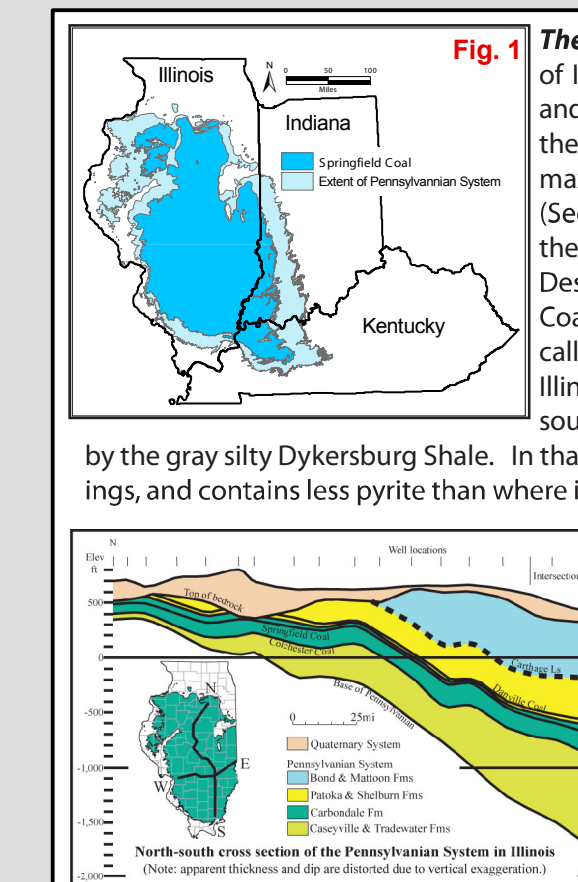 Fig. 1
Illinois
N
0 50 100
Miles
Indiana
Springfield Coal
Extent of Pennsylvannian System
Kentucky
The
of I
and
the
ma
(Sec
the
Des
Coa
call
Illin
sou
by the gray silty Dykersburg Shale. In tha
ings, and contains less pyrite than where i
N
Elev
ft
Well locations
Intersection
500
0
-500
-1,000
-1,500
-2,000
Top of bedrock
Springfield Coal
Colchester Coal
Base of Pennsylvanian
Carthage Ls
Danville Coal
N
E
W
S
0 25mi
Quaternary System
Pennsylvanian System
Bond & Mattoon Fms
Patoka & Shelburn Fms
Carbondale Fm
Caseyville & Tradewater Fms
North-south cross section of the Pennsylvanian System in Illinois
(Note: apparent thickness and dip are distorted due to vertical exaggeration.)